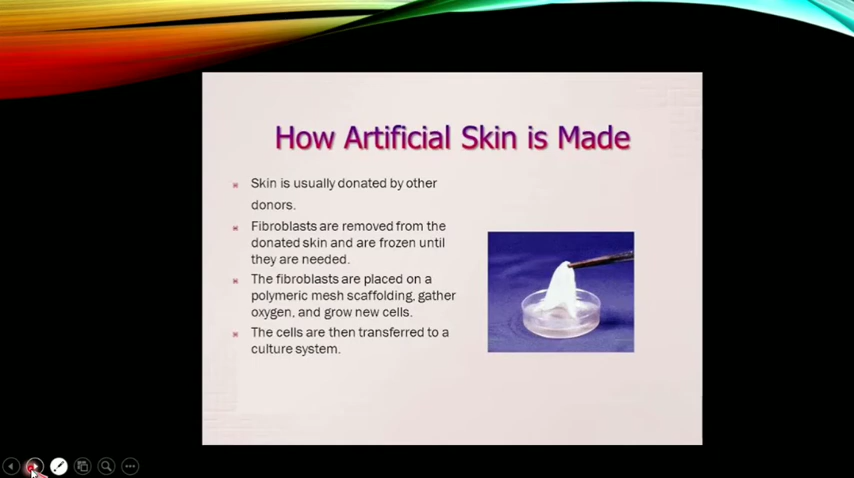 How Artificial Skin is Made
Skin is usually donated by other
donors.
Fibroblasts are removed from the
donated skin and are frozen until
they are needed.
The fibroblasts are placed on a
polymeric mesh scaffolding, gather
oxygen, and grow new cells.
The cells are then transferred to a
culture system.